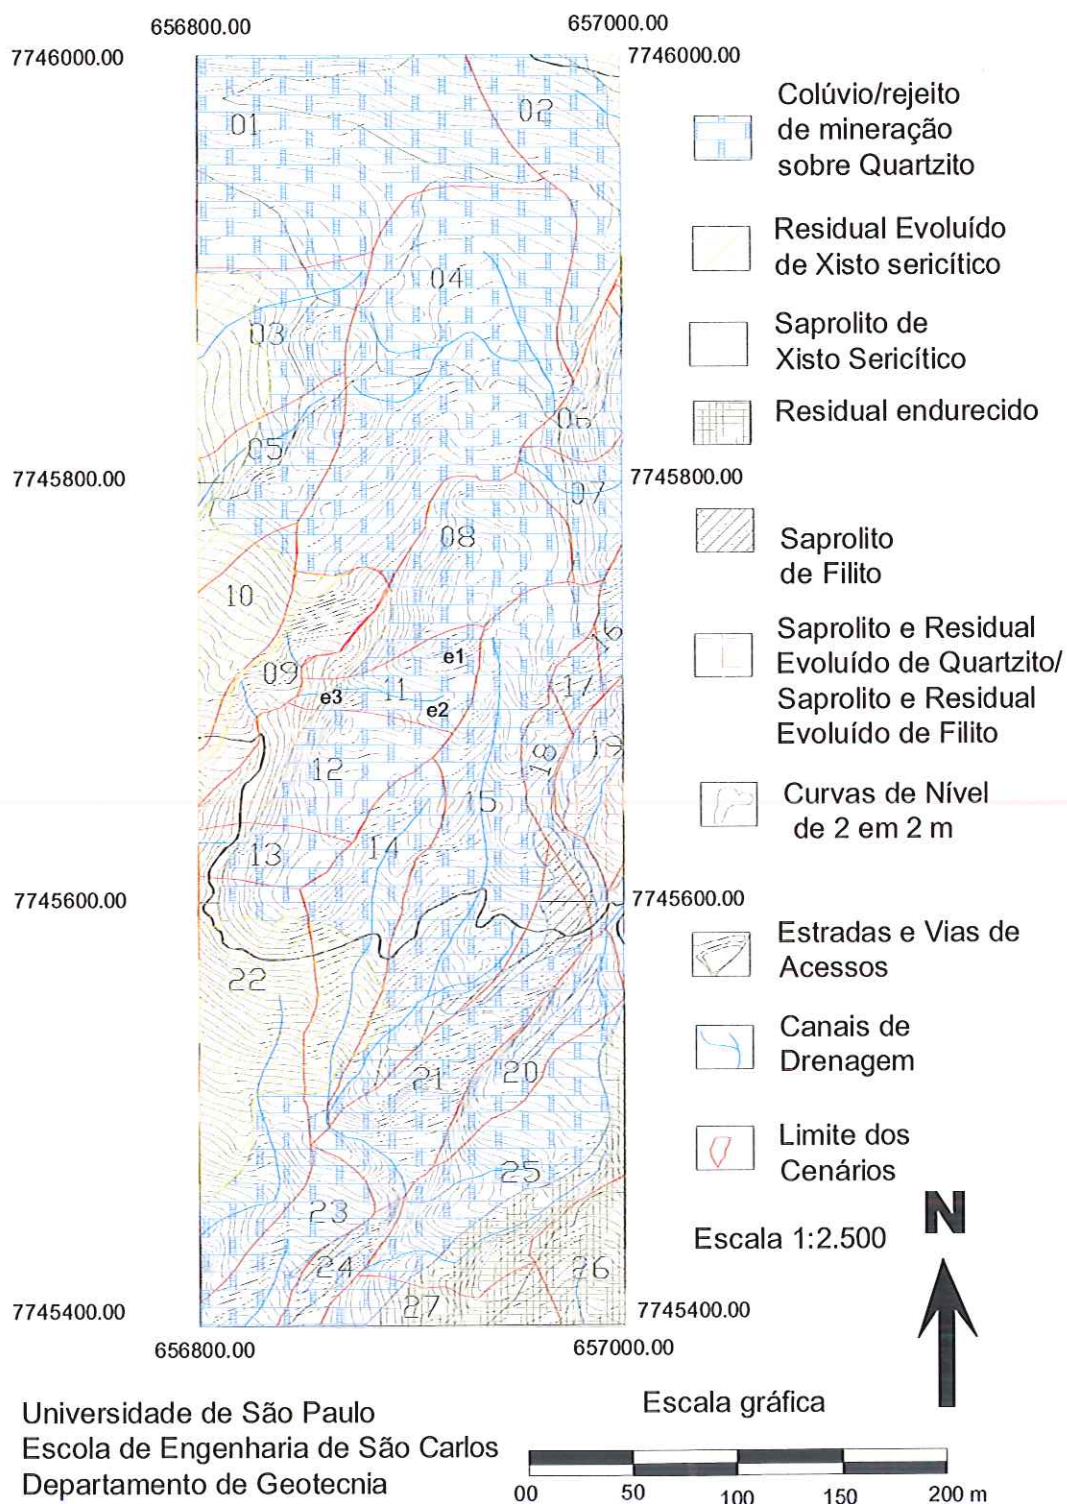 656800.00
657000.00
7746000.00
7746000.00
Colúvio/rejeito
de mineração
sobre Quartzito
01
02
Residual Evoluído
de Xisto sericítico
04
03
Saprolito de
Xisto Sericítico
Residual endurecido
06
05
7745800.00
7745800.00
07
08
Saprolito
de Filito
10
16
Saprolito e Residual
Evoluído de Quartzito/
Saprolito e Residual
Evoluído de Filito
e1
09
e3
11
17
e2
19
12
18
15
Curvas de Nível
de 2 em 2 m
13
14
7745600.00
7745600.00
Estradas e Vias de
Acessos
22
Canais de
Drenagem
21
20
Limite dos
Cenários
25
23
N
Escala 1:2.500
24
26
27
7745400.00
7745400.00
656800.00
657000.00
Escala gráfica
Universidade de São Paulo
Escola de Engenharia de São Carlos
Departamento de Geotecnia
00 50 100 150 200 m